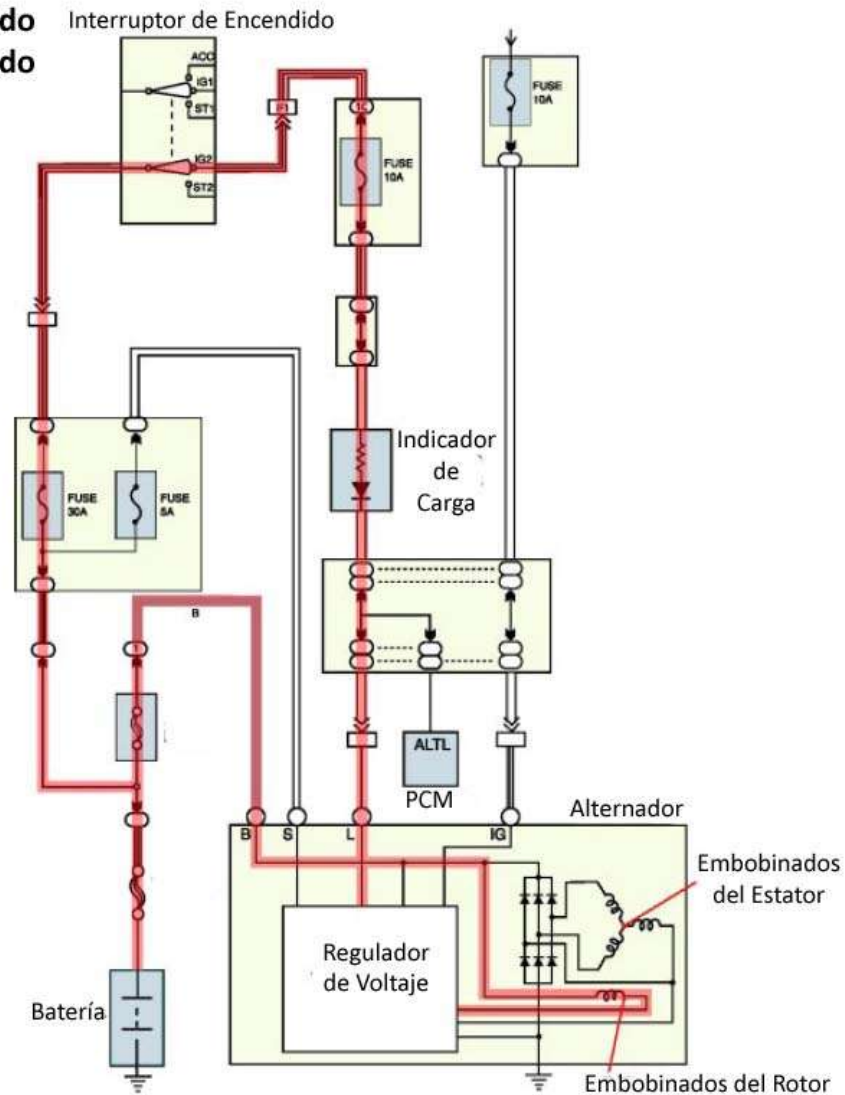 do
do
Interruptor de Encendido
ACC
IG1
ST1
IG2
ST2
FUSE
10A
FUSE
10A
FUSE
30A
FUSE
5A
Indicador
de
Carga
B
ALTL
PCM
Alternador
B
S
L
IG
Embobinados
del Estator
Regulador
de Voltaje
Batería
Embobinados del Rotor